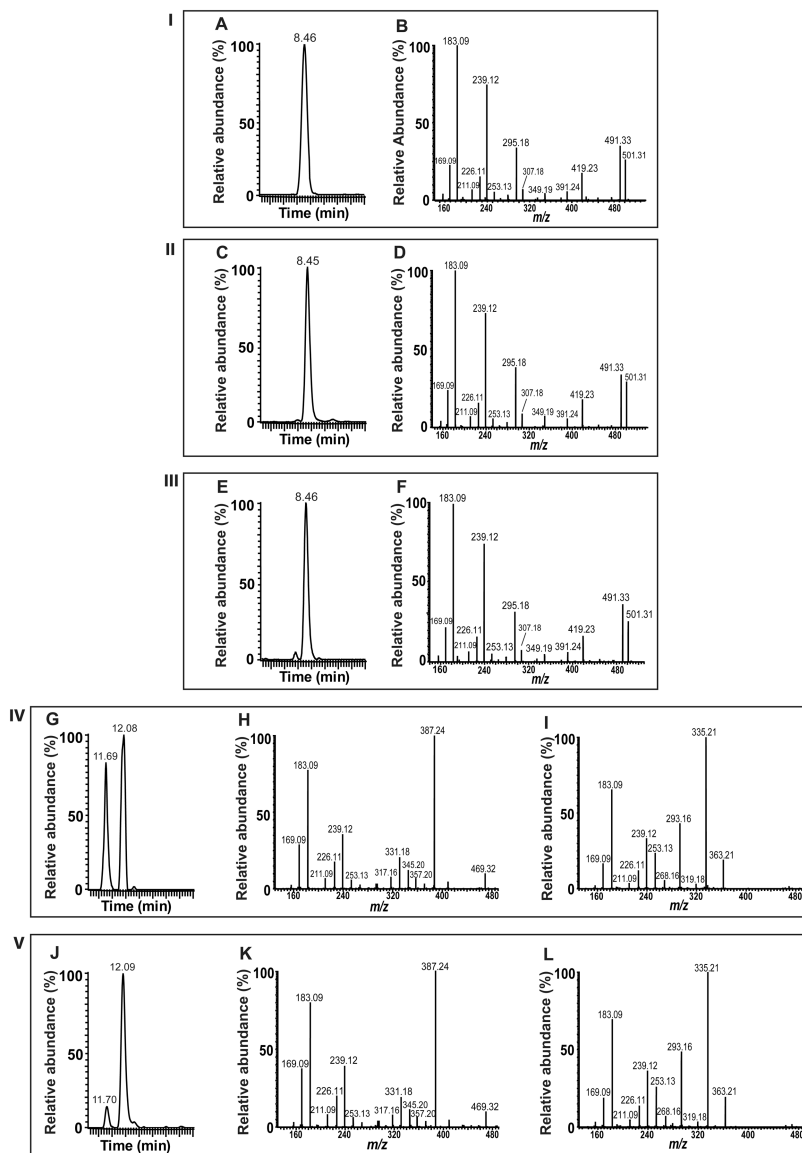 I
A
8.46
Relative abundance (%)
100
50
0
Time (min)
B
183.09
239.12
295.18
307.18
491.33
501.31
419.23
169.09
226.11
211.09
253.13
349.19
391.24
Relative Abundance (%)
100
50
0
160 240 320 400 480
m/z
II
C
8.45
Relative abundance (%)
100
50
0
Time (min)
D
183.09
239.12
295.18
307.18
491.33
501.31
419.23
169.09
226.11
211.09
253.13
349.19
391.24
Relative abundance (%)
100
50
0
160 240 320 400 480
m/z
III
E
8.46
Relative abundance (%)
100
50
0
Time (min)
F
183.09
239.12
295.18
307.18
491.33
501.31
419.23
169.09
226.11
211.09
253.13
349.19
391.24
Relative abundance (%)
100
50
0
160 240 320 400 480
m/z
IV
G
12.08
11.69
Relative abundance (%)
100
50
0
Time (min)
H
387.24
183.09
239.12
169.09
226.11
211.09
253.13
331.18
345.20
317.16
357.20
469.32
Relative abundance (%)
100
50
0
160 240 320 400 480
m/z
I
335.21
183.09
293.16
239.12
253.13
169.09
226.11
211.09
268.16
319.18
363.21
Relative abundance (%)
100
50
0
160 240 320 400 480
m/z
V
J
12.09
11.70
Relative abundance (%)
100
50
0
Time (min)
K
387.24
183.09
239.12
169.09
226.11
211.09
253.13
331.18
345.20
317.16
357.20
469.32
Relative abundance (%)
100
50
0
160 240 320 400 480
m/z
L
335.21
183.09
293.16
239.12
253.13
169.09
226.11
211.09
268.16
319.18
363.21
Relative abundance (%)
100
50
0
160 240 320 400 480
m/z